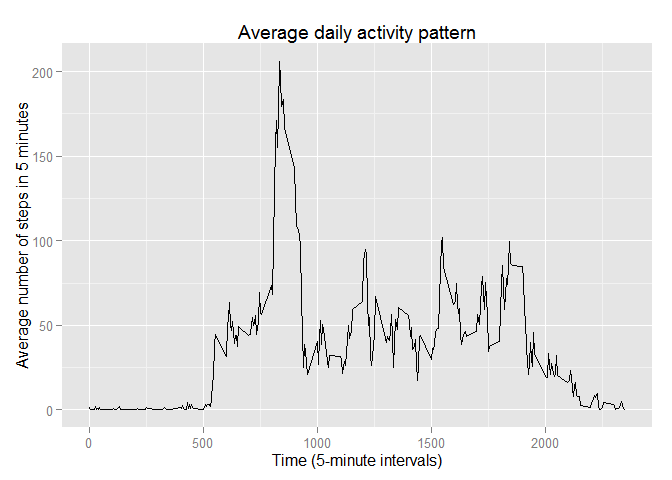 Average daily activity pattern
Average number of steps in 5 minutes
200
150
100
50
0
0 500 1000 1500 2000
Time (5-minute intervals)